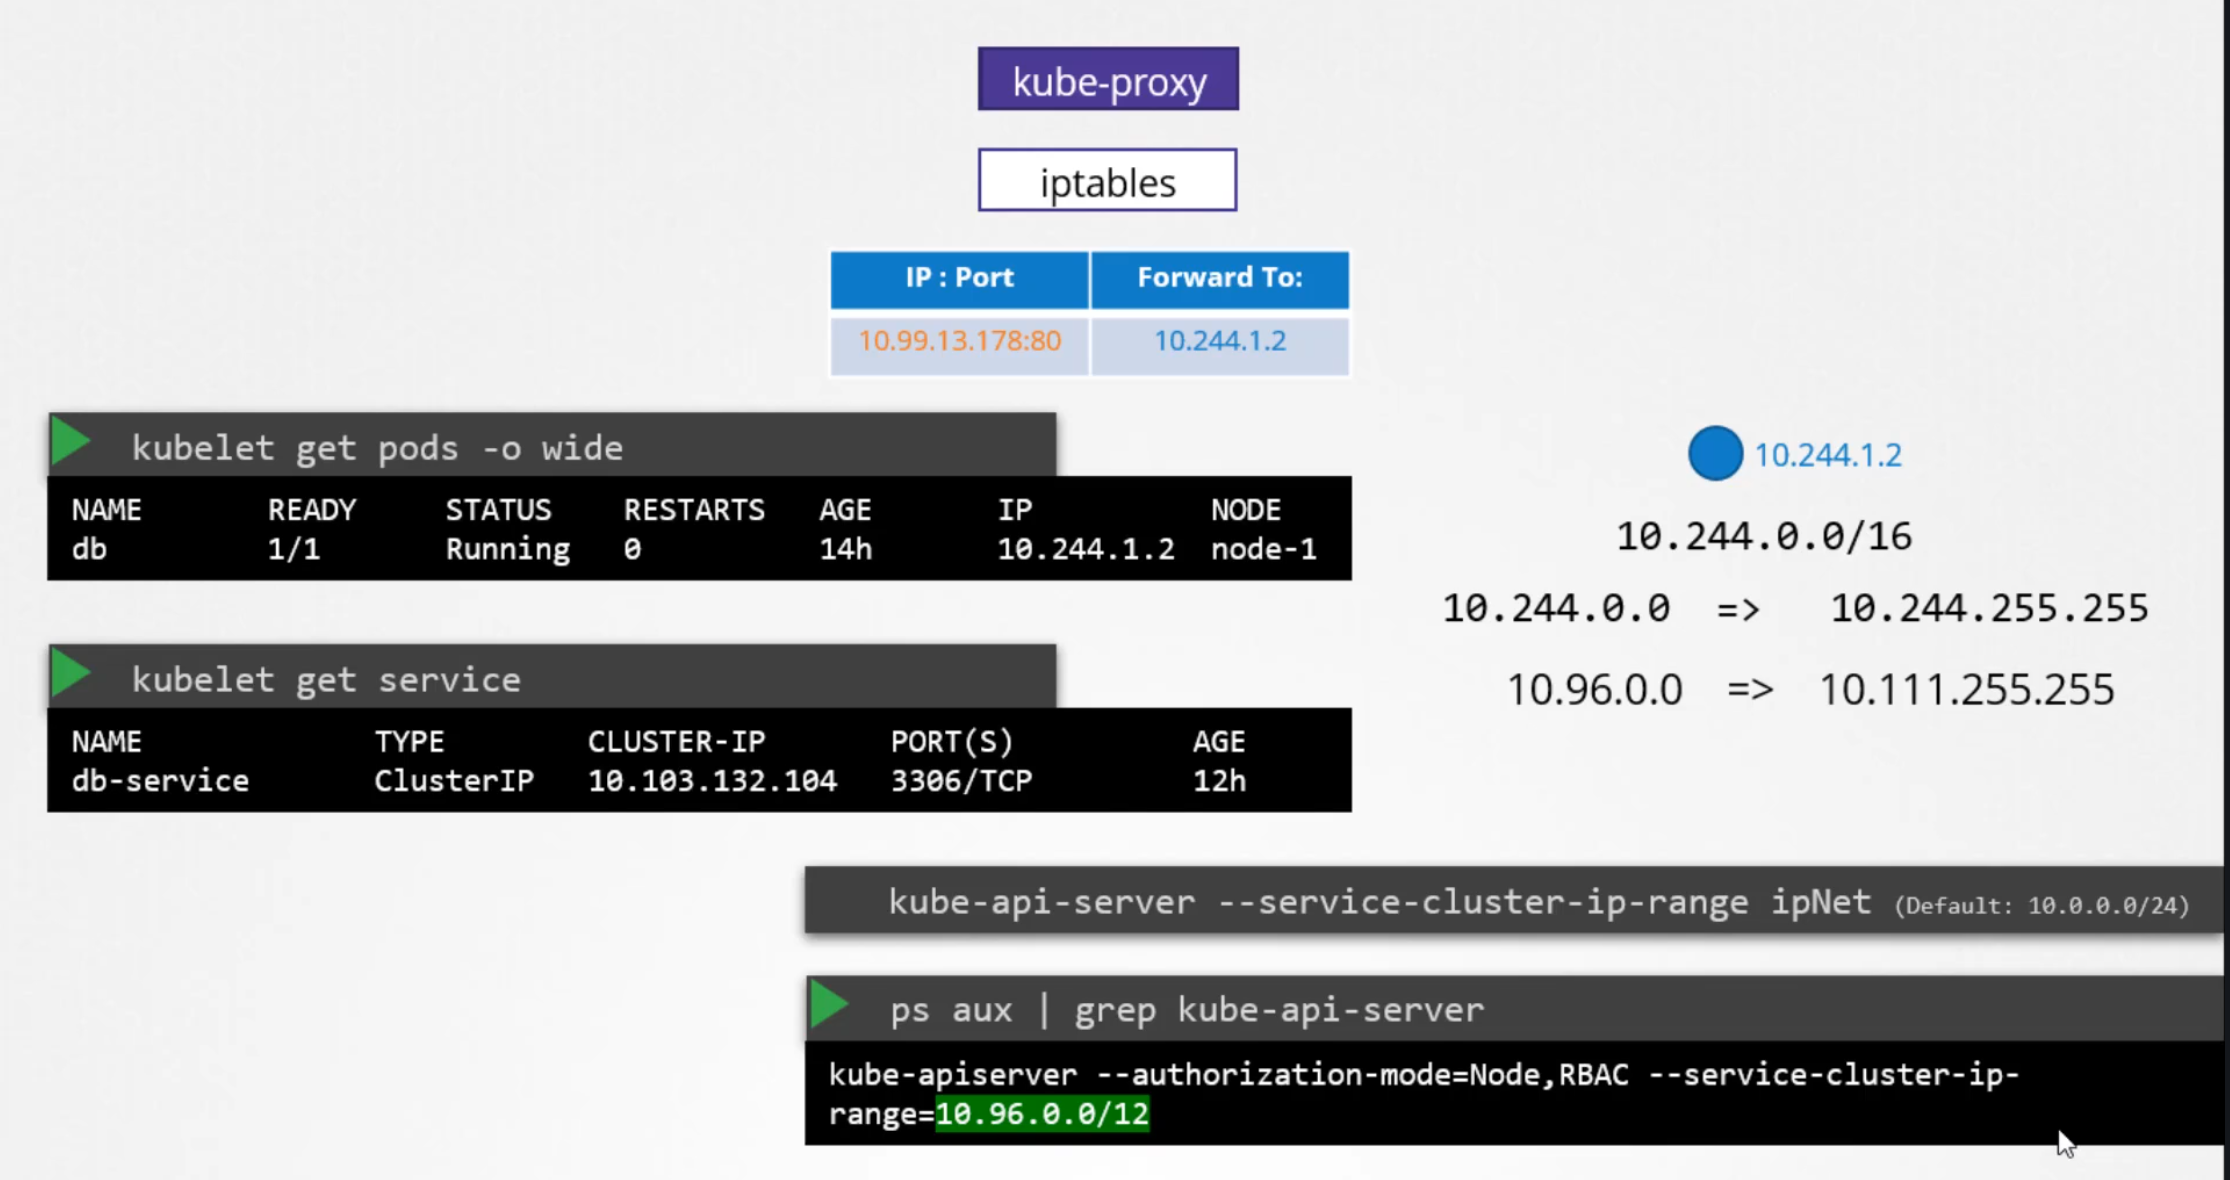 kube-proxy
iptables
IP : Port Forward To:
10.99.13.178:80 10.244.1.2
kubelet get pods -o wide
NAME READY STATUS RESTARTS AGE IP NODE
db 1/1 Running 0 14h 10.244.1.2 node-1
10.244.1.2
10.244.0.0/16
10.244.0.0 => 10.244.255.255
10.96.0.0 => 10.111.255.255
kubelet get service
NAME TYPE CLUSTER-IP PORT(S) AGE
db-service ClusterIP 10.103.132.104 3306/TCP 12h
kube-api-server --service-cluster-ip-range ipNet (Default: 10.0.0.0/24)
ps aux | grep kube-api-server
kube-apiserver --authorization-mode=Node,RBAC --service-cluster-ip-
range=10.96.0.0/12